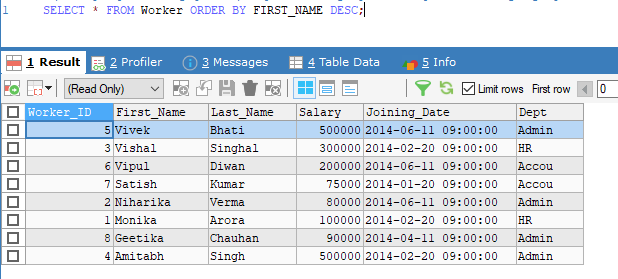 1 SELECT * FROM Worker ORDER BY FIRST_NAME DESC;
1 Result 2 Profiler 3 Messages 4 Table Data 5 Info
(Read Only) Limit rows First row 0
Worker_ID First_Name Last_Name Salary Joining_Date Dept
5 Vivek Bhati 500000 2014-06-11 09:00:00 Admin
3 Vishal Singhal 300000 2014-02-20 09:00:00 HR
6 Vipul Diwan 200000 2014-06-11 09:00:00 Accou
7 Satish Kumar 75000 2014-01-20 09:00:00 Accou
2 Niharika Verma 80000 2014-06-11 09:00:00 Admin
1 Monika Arora 100000 2014-02-20 09:00:00 HR
8 Geetika Chauhan 90000 2014-04-11 09:00:00 Admin
4 Amitabh Singh 500000 2014-02-20 09:00:00 Admin